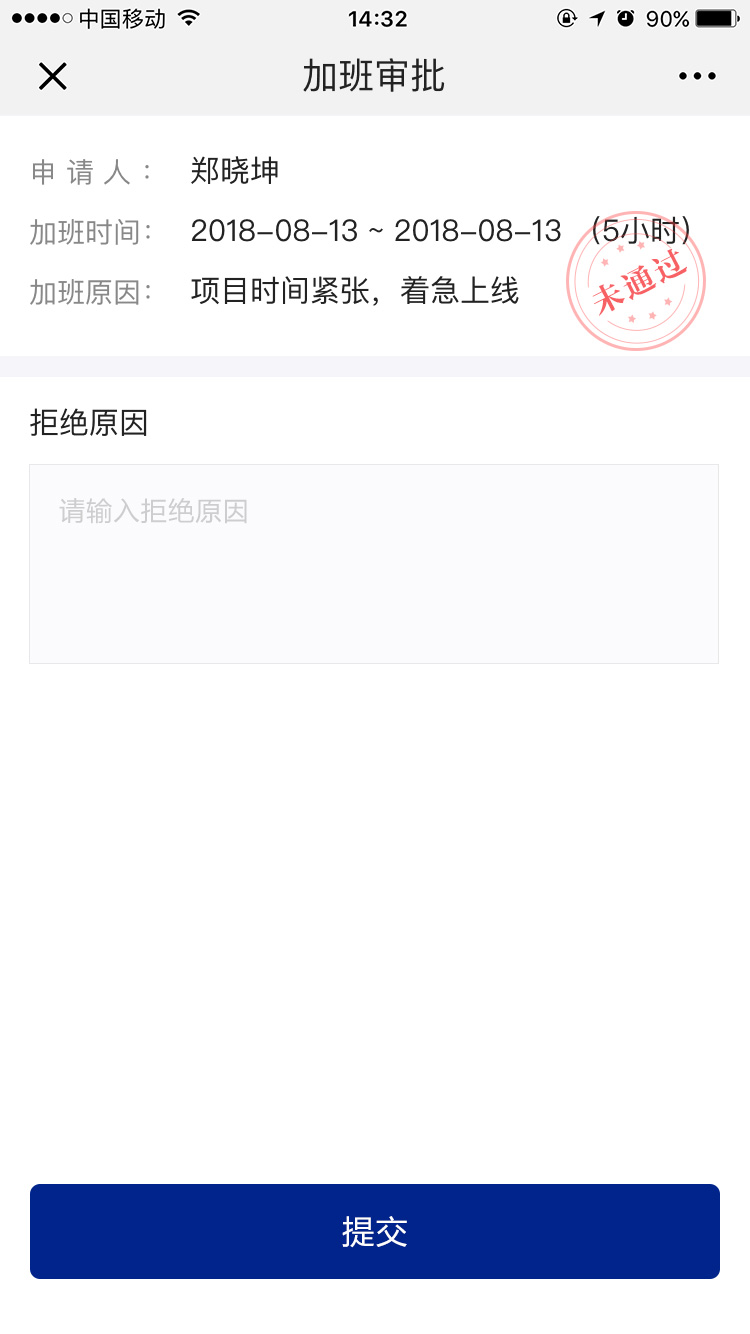 中国移动 14:32 90%
加班审批
申请人： 郑晓坤
加班时间： 2018-08-13 ~ 2018-08-13 （5小时）
加班原因： 项目时间紧张，着急上线
未通过
拒绝原因
请输入拒绝原因
提交